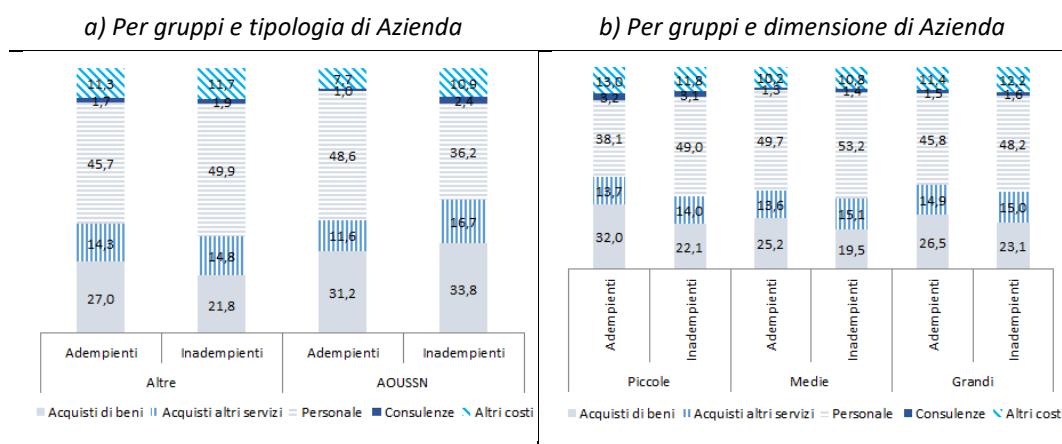 a) Per gruppi e tipologia di Azienda
11,3 11,7 7,7 10,9
1,7 1,9 1,0 2,4
45,7 49,9 48,6 36,2
14,3 14,8 11,6 16,7
27,0 21,8 31,2 33,8
Adempienti Inadempienti Adempienti Inadempienti
Altre AOUSSN
Acquisti di beni Acquisti altri servizi Personale Consulenze Altri costi
b) Per gruppi e dimensione di Azienda
13,0 11,8 10,2 10,8 11,4 12,2
3,2 3,1 1,3 1,4 1,5 1,6
38,1 49,0 49,7 53,2 45,8 48,2
13,7 14,0 13,6 15,1 14,9 15,0
32,0 22,1 25,2 19,5 26,5 23,1
Adempienti Inadempienti Adempienti Inadempienti Adempienti Inadempienti
Piccole Medie Grandi
Acquisti di beni Acquisti altri servizi Personale Consulenze Altri cost